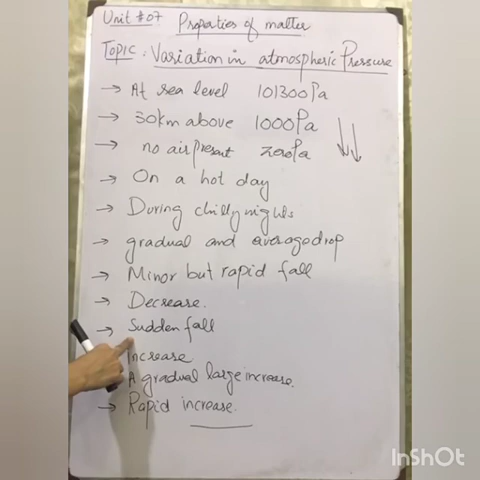 Unit #07 Properties of matter
Topic: Variation in atmospheric Pressure
→ At sea level 101300Pa
→ 30km above 1000Pa
→ no air present zeroPa
→ On a hot day
→ During chilly nights
→ gradual and average drop
→ Minor but rapid fall
→ Decrease.
→ Sudden fall
Increase
A gradual large increase.
→ Rapid increase.
InShOt